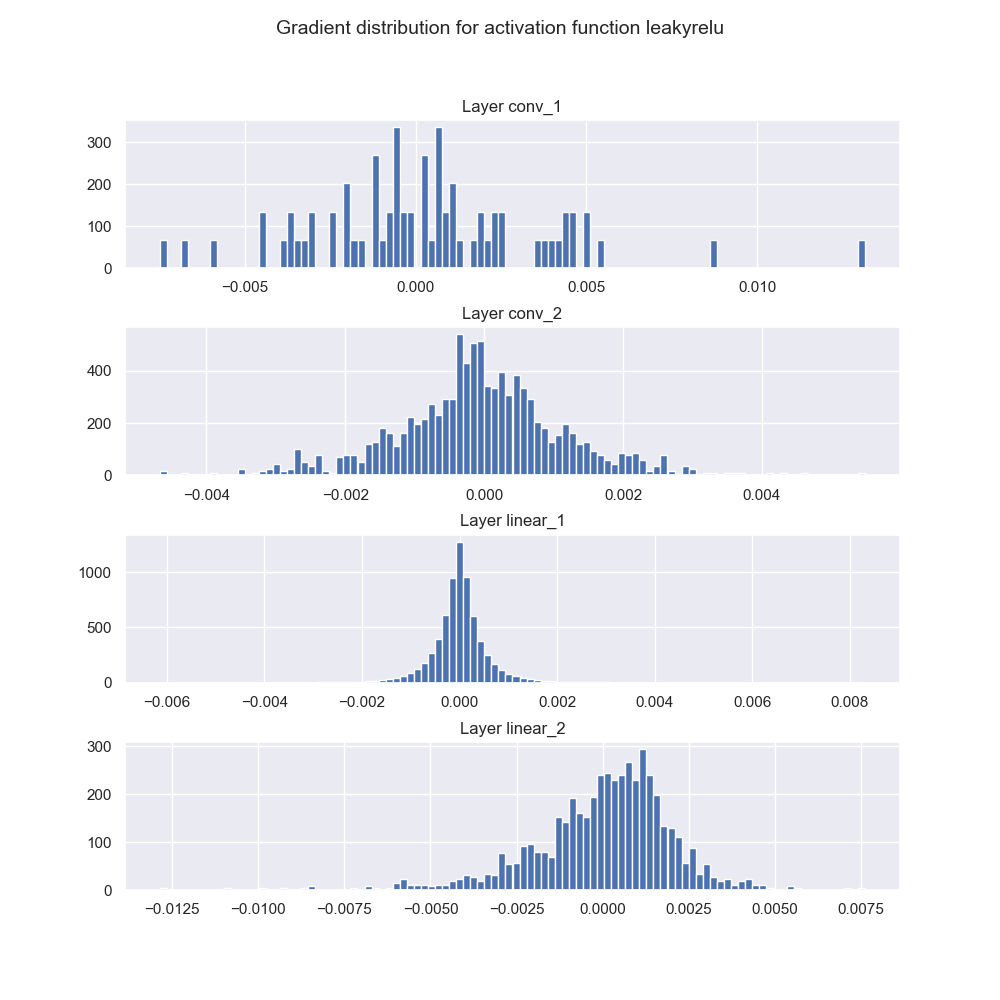 Gradient distribution for activation function leakyrelu
Layer conv_1
300
200
100
0
−0.005 0.000 0.005 0.010
Layer conv_2
400
200
0
−0.004 −0.002 0.000 0.002 0.004
Layer linear_1
1000
500
0
−0.006 −0.004 −0.002 0.000 0.002 0.004 0.006 0.008
Layer linear_2
300
200
100
0
−0.0125 −0.0100 −0.0075 −0.0050 −0.0025 0.0000 0.0025 0.0050 0.0075